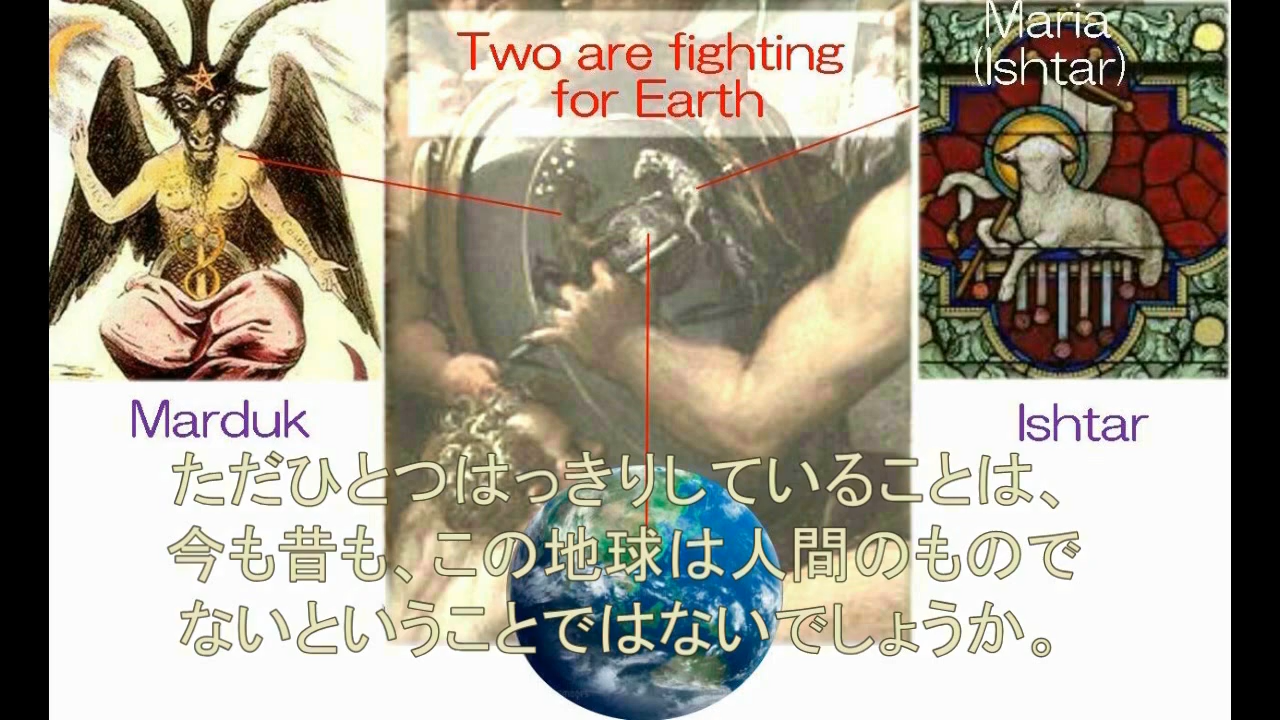 Two are fighting
for Earth
Maria
(Ishtar)
Marduk
Ishtar
ただひとつはっきりしていることは、
今も昔も、この地球は人間のもので
ないということではないでしょうか。